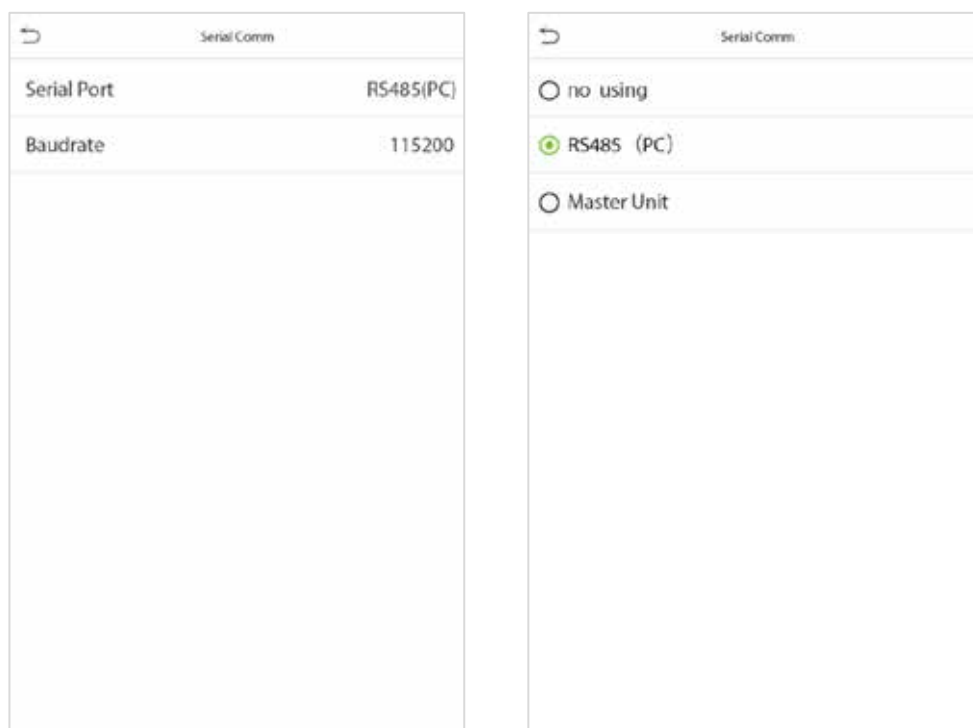 Serial Comm
Serial Port RS485(PC)
Baudrate 115200
Serial Comm
no using
RS485 (PC)
Master Unit